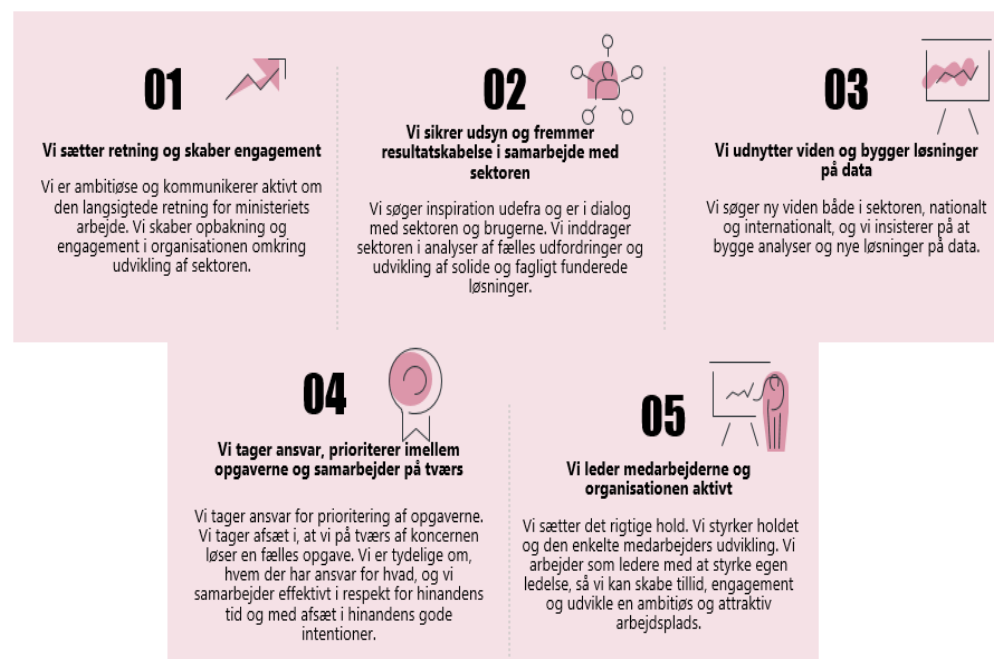 01
Vi sætter retning og skaber engagement
Vi er ambitiøse og kommunikerer aktivt om
den langsigtede retning for ministeriets
arbejde. Vi skaber opbakning og
engagement i organisationen omkring
udvikling af sektoren.
02
Vi sikrer udsyn og fremmer
resultatskabelse i samarbejde med
sektoren
Vi søger inspiration udefra og er i dialog
med sektoren og brugerne. Vi inddrager
sektoren i analyser af fælles udfordringer og
udvikling af solide og fagligt funderede
løsninger.
03
Vi udnytter viden og bygger løsninger
på data
Vi søger ny viden både i sektoren, nationalt
og internationalt, og vi insisterer på at
bygge analyser og nye løsninger på data.
04
Vi tager ansvar, prioriterer imellem
opgaverne og samarbejder på tværs
Vi tager ansvar for prioritering af opgaverne.
Vi tager afsæt i, at vi på tværs af koncernen
løser en fælles opgave. Vi er tydelige om,
hvem der har ansvar for hvad, og vi
samarbejder effektivt i respekt for hinandens
tid og med afsæt i hinandens gode
intentioner.
05
Vi leder medarbejderne og
organisationen aktivt
Vi sætter det rigtige hold. Vi styrker holdet
og den enkelte medarbejders udvikling. Vi
arbejder som ledere med at styrke egen
ledelse, så vi kan skabe tillid, engagement
og udvikle en ambitiøs og attraktiv
arbejdsplads.